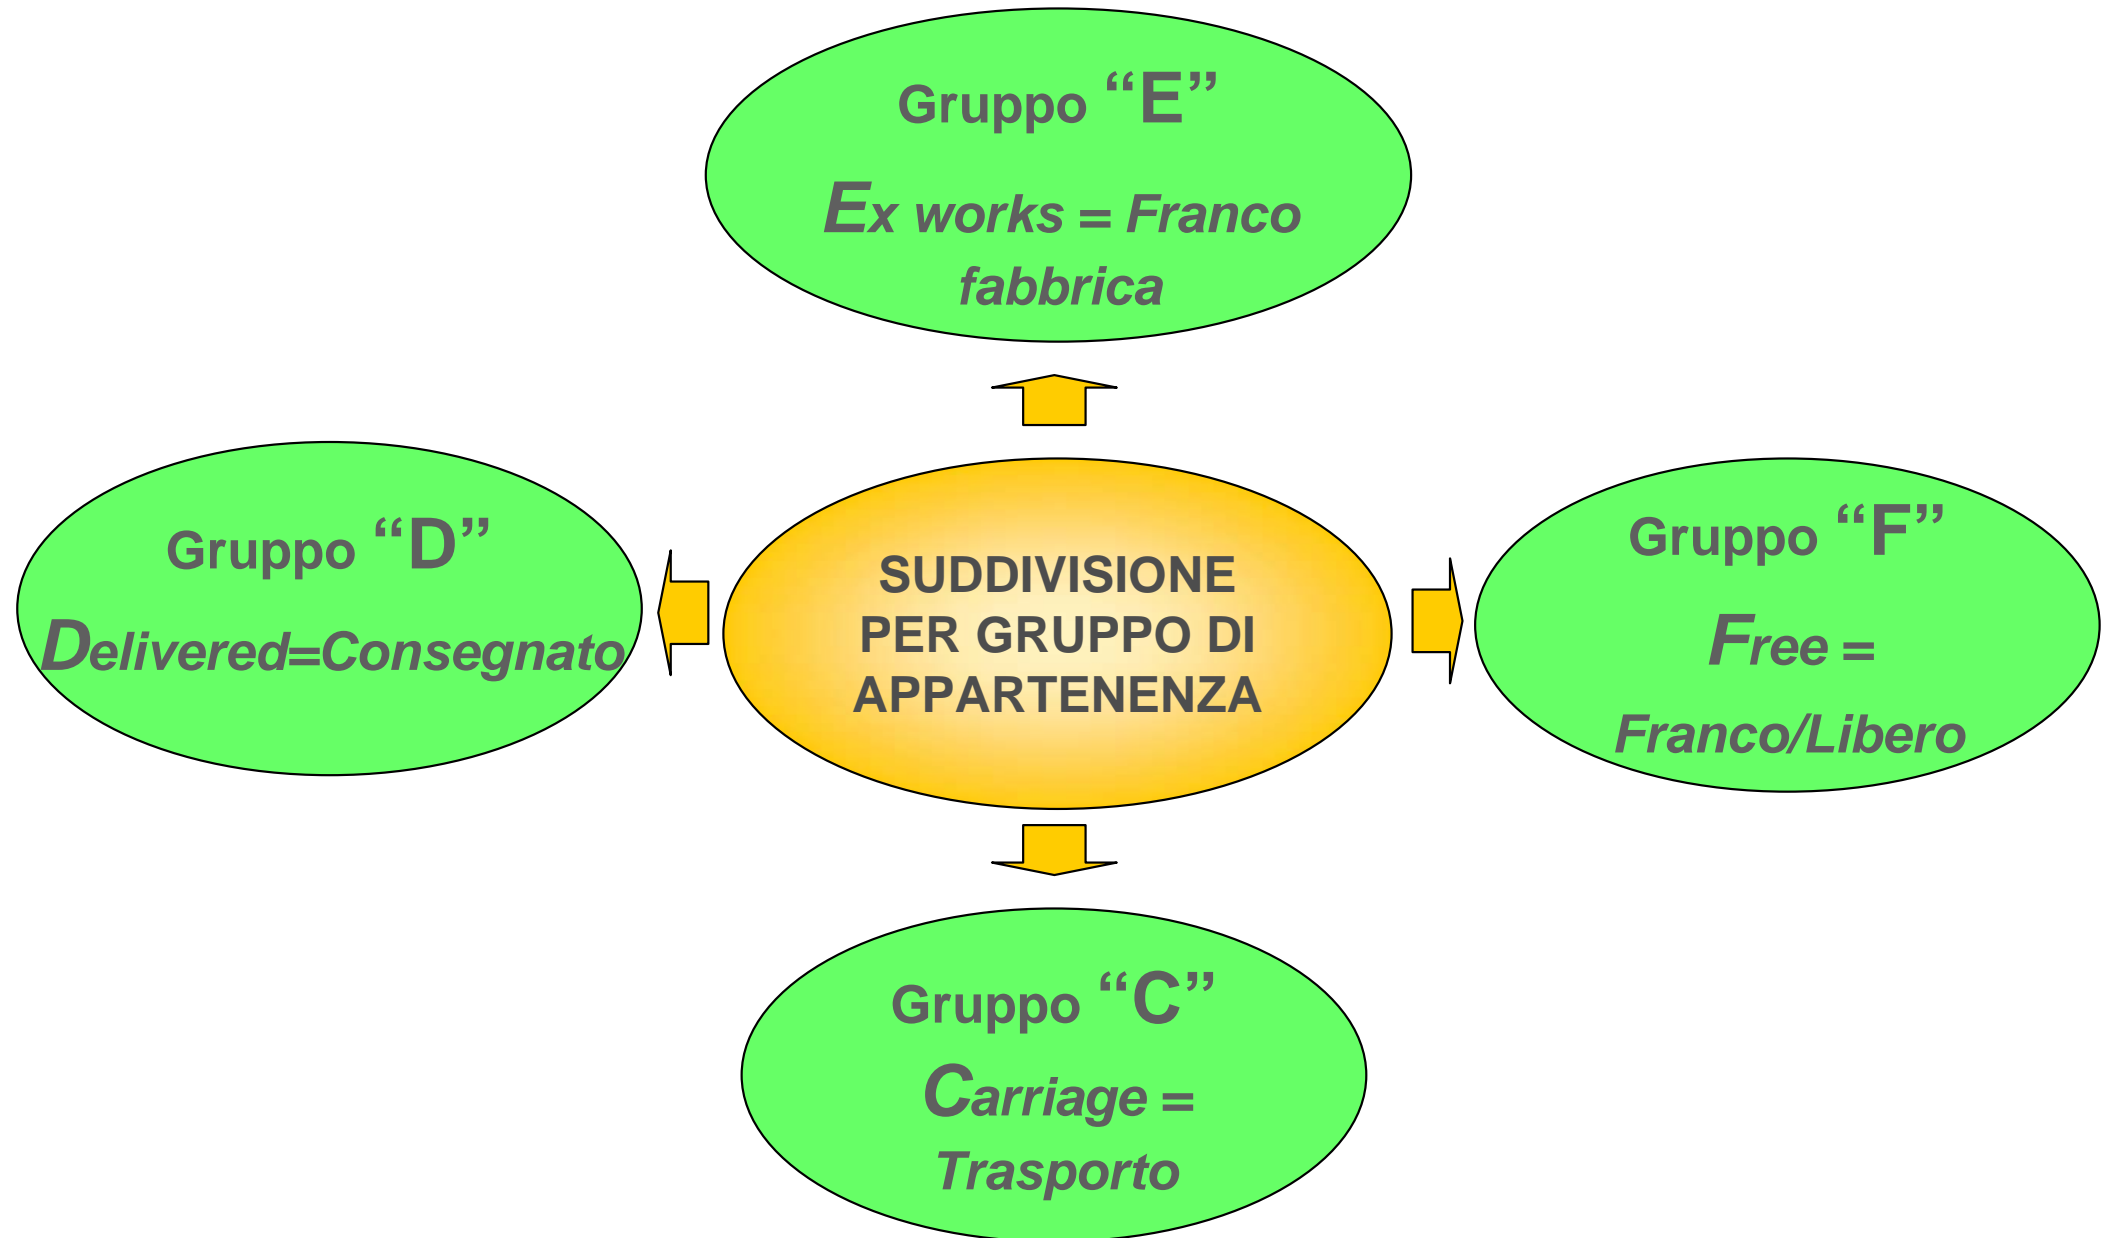 Gruppo “E”
Ex works = Franco
fabbrica
Gruppo “D”
Delivered=Consegnato
SUDDIVISIONE
PER GRUPPO DI
APPARTENENZA
Gruppo “F”
Free =
Franco/Libero
Gruppo “C”
Carriage =
Trasporto